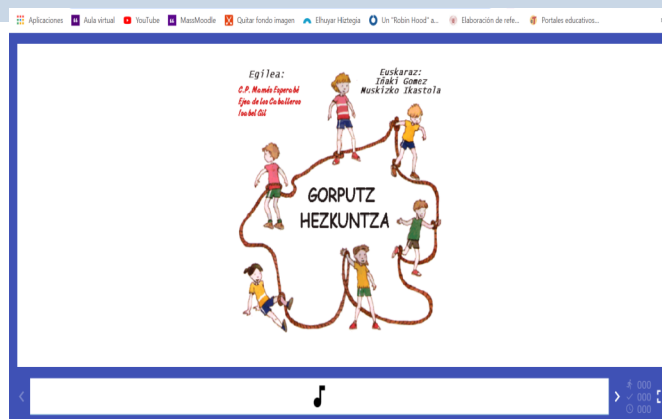 Aplicaciones Aula virtual YouTube MassMoodle Quitar fondo imagen Elhuyar Hiztegia Un "Robin Hood" a... Elaboración de refe... Portales educativos...
Egilea:
C.P. Mamés Esperabé
Ejea de los Caballeros
Isabel Gil
Euskaraz:
Iñaki Gomez
Muskizko Ikastola
GORPUTZ
HEZKUNTZA
000
000
000